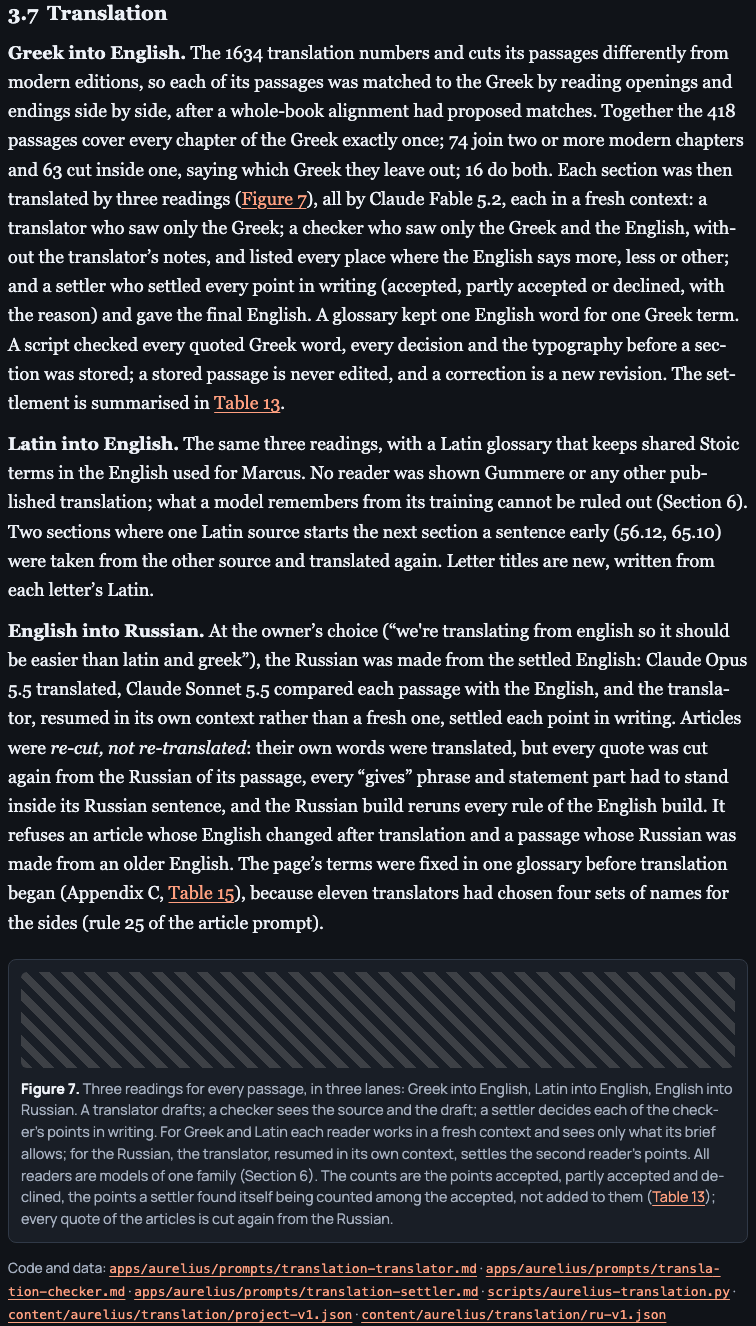 3.7 Translation
Greek into English. The 1634 translation numbers and cuts its passages differently from
modern editions, so each of its passages was matched to the Greek by reading openings and
endings side by side, after a whole-book alignment had proposed matches. Together the 418
passages cover every chapter of the Greek exactly once; 74 join two or more modern chapters
and 63 cut inside one, saying which Greek they leave out; 16 do both. Each section was then
translated by three readings (Figure 7), all by Claude Fable 5.2, each in a fresh context: a
translator who saw only the Greek; a checker who saw only the Greek and the English, with-
out the translator's notes, and listed every place where the English says more, less or other;
and a settler who settled every point in writing (accepted, partly accepted or declined, with
the reason) and gave the final English. A glossary kept one English word for one Greek term.
A script checked every quoted Greek word, every decision and the typography before a sec-
tion was stored; a stored passage is never edited, and a correction is a new revision. The set-
tlement is summarised in Table 13.
Latin into English. The same three readings, with a Latin glossary that keeps shared Stoic
terms in the English used for Marcus. No reader was shown Gummere or any other pub-
lished translation; what a model remembers from its training cannot be ruled out (Section 6).
Two sections where one Latin source starts the next section a sentence early (56.12, 65.10)
were taken from the other source and translated again. Letter titles are new, written from
each letter's Latin.
English into Russian. At the owner's choice (“we're translating from english so it should
be easier than latin and greek”), the Russian was made from the settled English: Claude Opus
5.5 translated, Claude Sonnet 5.5 compared each passage with the English, and the transla-
tor, resumed in its own context rather than a fresh one, settled each point in writing. Articles
were re-cut, not re-translated: their own words were translated, but every quote was cut
again from the Russian of its passage, every “gives” phrase and statement part had to stand
inside its Russian sentence, and the Russian build reruns every rule of the English build. It
refuses an article whose English changed after translation and a passage whose Russian was
made from an older English. The page's terms were fixed in one glossary before translation
began (Appendix C, Table 15), because eleven translators had chosen four sets of names for
the sides (rule 25 of the article prompt).
Figure 7. Three readings for every passage, in three lanes: Greek into English, Latin into English, English into
Russian. A translator drafts; a checker sees the source and the draft; a settler decides each of the check-
er's points in writing. For Greek and Latin each reader works in a fresh context and sees only what its brief
allows; for the Russian, the translator, resumed in its own context, settles the second reader's points. All
readers are models of one family (Section 6). The counts are the points accepted, partly accepted and de-
clined, the points a settler found itself being counted among the accepted, not added to them (Table 13);
every quote of the articles is cut again from the Russian.
Code and data: apps/aurelius/prompts/translation-translator.md · apps/aurelius/prompts/transla-
tion-checker.md · apps/aurelius/prompts/translation-settler.md · scripts/aurelius-translation.py ·
content/aurelius/translation/project-v1.json · content/aurelius/translation/ru-v1.json